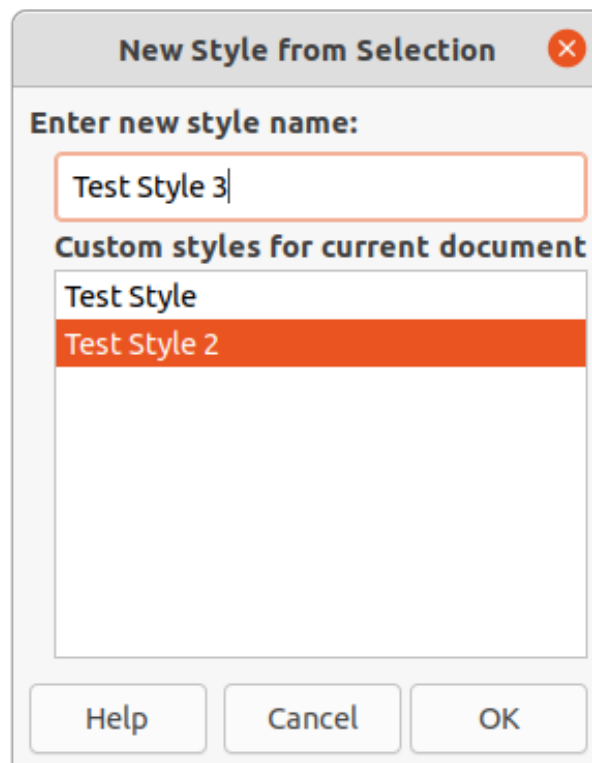 New Style from Selection
Enter new style name:
Test Style 3
Custom styles for current document
Test Style
Test Style 2
Help Cancel OK